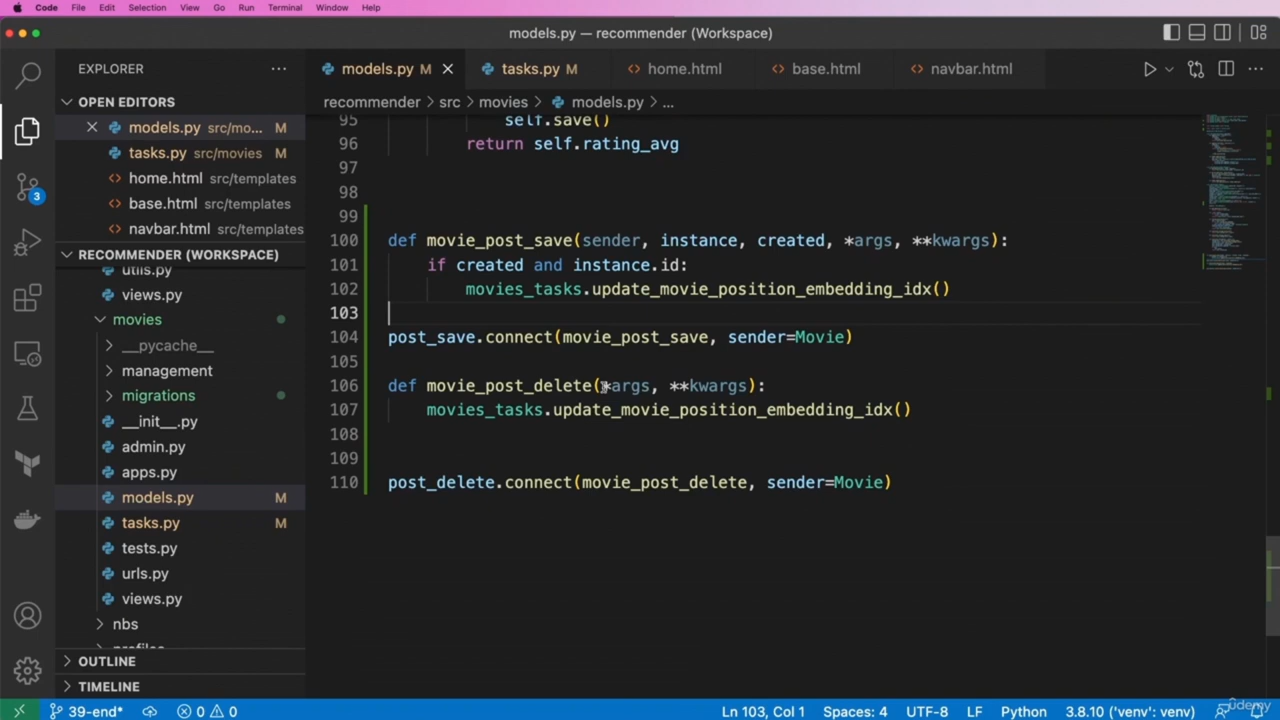 Code File Edit Selection View Go Run Terminal Window Help
models.py — recommender (Workspace)
EXPLORER
models.py M
tasks.py M
home.html
base.html
navbar.html
OPEN EDITORS
models.py src/mo... M
tasks.py src/movies M
home.html src/templates
base.html src/templates
navbar.html src/templates
RECOMMENDER (WORKSPACE)
utils.py
views.py
movies
__pycache__
management
migrations
__init__.py
admin.py
apps.py
models.py M
tasks.py M
tests.py
urls.py
views.py
nbs
profiles
OUTLINE
TIMELINE
recommender > src > movies > models.py > ...
95 self.save()
96 return self.rating_avg
97
98
99
100 def movie_post_save(sender, instance, created, *args, **kwargs):
101 if created and instance.id:
102 movies_tasks.update_movie_position_embedding_idx()
103
104 post_save.connect(movie_post_save, sender=Movie)
105
106 def movie_post_delete(*args, **kwargs):
107 movies_tasks.update_movie_position_embedding_idx()
108
109
110 post_delete.connect(movie_post_delete, sender=Movie)
3
39-end* 0 0 Ln 103, Col 1 Spaces: 4 UTF-8 LF Python 3.8.10 ('venv': venv)
udemy